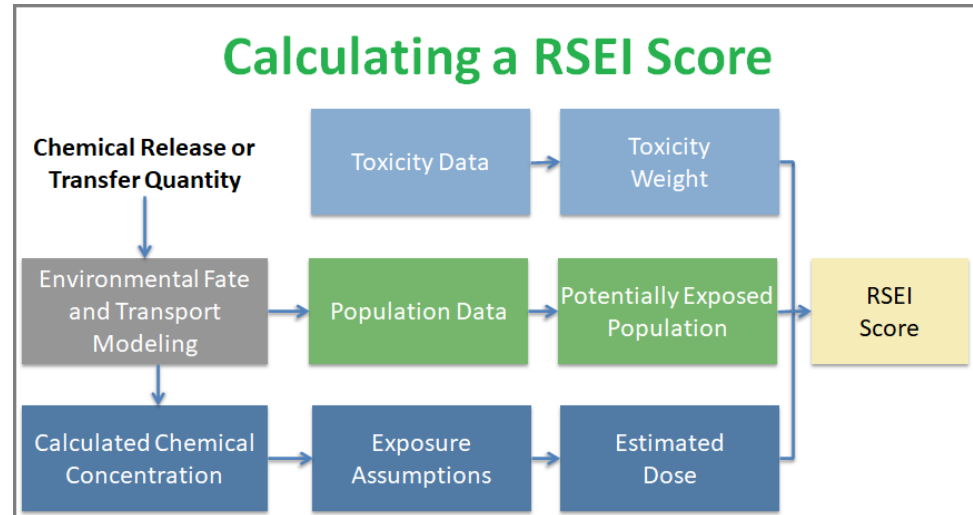 Calculating a RSEI Score
Chemical Release or
Transfer Quantity
Toxicity Data
Toxicity
Weight
Environmental Fate
and Transport
Modeling
Population Data
Potentially Exposed
Population
RSEI
Score
Calculated Chemical
Concentration
Exposure
Assumptions
Estimated
Dose